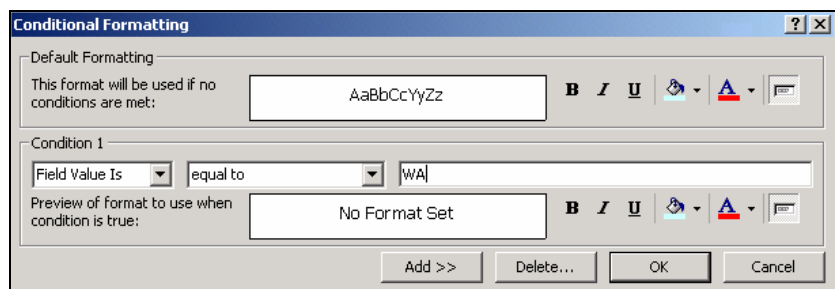 Conditional Formatting
Default Formatting
This format will be used if no
conditions are met:
AaBbCcYyZz
B I U A
Condition 1
Field Value Is equal to WA
Preview of format to use when
condition is true:
No Format Set
B I U A
Add >> Delete... OK Cancel